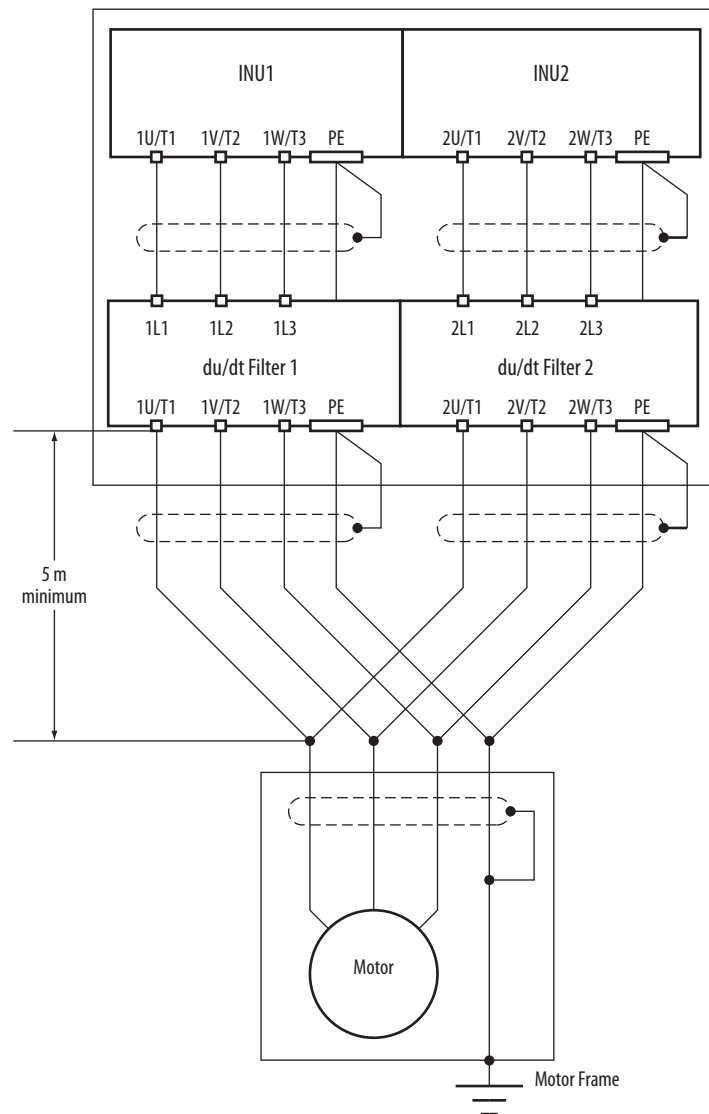 INU1 INU2
1U/T1 1V/T2 1W/T3 PE 2U/T1 2V/T2 2W/T3 PE
1L1 1L2 1L3 2L1 2L2 2L3
du/dt Filter 1 du/dt Filter 2
1U/T1 1V/T2 1W/T3 PE 2U/T1 2V/T2 2W/T3 PE
5 m
minimum
Motor
Motor Frame